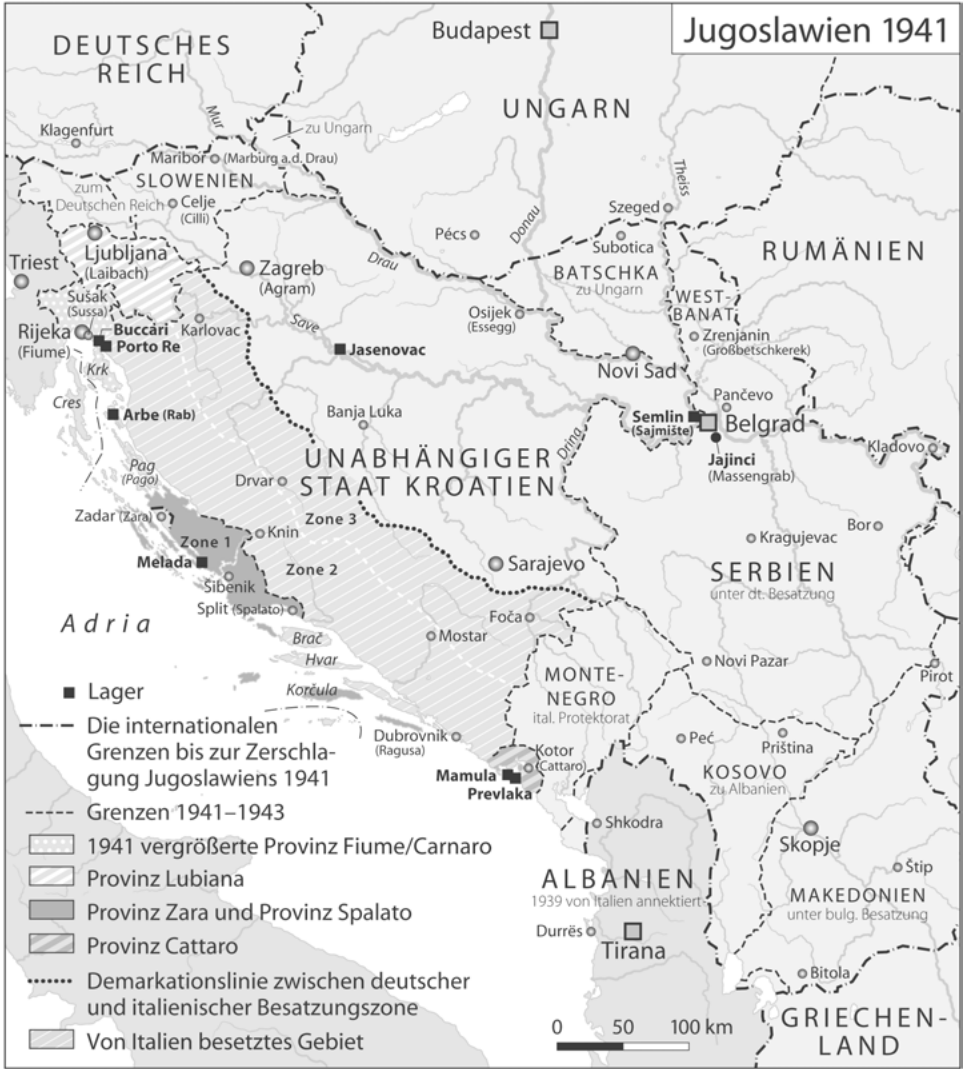 Jugoslawien 1941
DEUTSCHES
REICH
Budapest
UNGARN
Klagenfurt
Mur
zu Ungarn
Maribor
(Marburg a.d. Drau)
SLOWENIEN
zum
Deutschen Reich
Celje
(Cilli)
Theiss
Szeged
Donau
Pécs
Subotica
RUMÄNIEN
Ljubljana
(Laibach)
Drau
BATSCHKA
zu Ungarn
Triest
Zagreb
(Agram)
WEST-
BANAT
Sušak
(Sussa)
Karlovac
Save
Osijek
(Essegg)
Zrenjanin
(Großbetschkerek)
Rijeka
(Fiume)
Buccári
Porto Re
Jasenovac
Novi Sad
Krk
Cres
Pančevo
Arbe (Rab)
Banja Luka
Semlin
(Sajmište)
Belgrad
Drina
Kladovo
UNABHÄNGIGER
STAAT KROATIEN
Jajinci
(Massengrab)
Pag
(Pago)
Drvar
Zadar (Zara)
Zone 3
Bor
Zone 1
Knin
Kragujevac
Melada
Zone 2
Sarajevo
SERBIEN
unter dt. Besatzung
Šibenik
Split (Spalato)
Foča
Adria
Brač
Mostar
Hvar
Novi Pazar
Pirot
MONTE-
NEGRO
ital. Protektorat
Korčula
Dubrovnik
(Ragusa)
Peć
Priština
Kotor
(Cattaro)
KOSOVO
zu Albanien
Mamula
Prevlaka
Shkodra
Skopje
ALBANIEN
1939 von Italien annektiert
Štip
MAKEDONIEN
unter bulg. Besatzung
Durrës
Tirana
Bitola
GRIECHEN-
LAND
Lager
Die internationalen
Grenzen bis zur Zerschla-
gung Jugoslawiens 1941
Grenzen 1941–1943
1941 vergrößerte Provinz Fiume/Carnaro
Provinz Lubiana
Provinz Zara und Provinz Spalato
Provinz Cattaro
Demarkationslinie zwischen deutscher
und italienischer Besatzungszone
Von Italien besetztes Gebiet
0 50 100 km